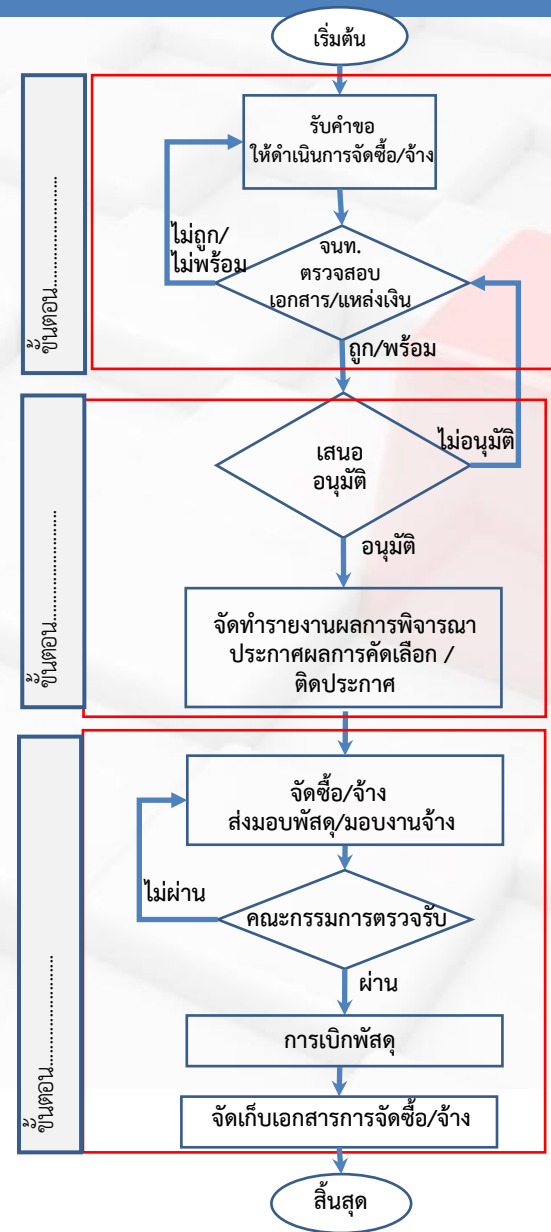 เริ่มต้น
ขั้นตอน........................
รับคำขอ
ให้ดำเนินการจัดซื้อ/จ้าง
ไม่ถูก/
ไม่พร้อม
จนท.
ตรวจสอบ
เอกสาร/แหล่งเงิน
ถูก/พร้อม
ขั้นตอน........................
เสนอ
อนุมัติ
ไม่อนุมัติ
อนุมัติ
จัดทำรายงานผลการพิจารณา
ประกาศผลการคัดเลือก /
ติดประกาศ
ขั้นตอน........................
จัดซื้อ/จ้าง
ส่งมอบพัสดุ/มอบงานจ้าง
ไม่ผ่าน
คณะกรรมการตรวจรับ
ผ่าน
การเบิกพัสดุ
จัดเก็บเอกสารการจัดซื้อ/จ้าง
สิ้นสุด